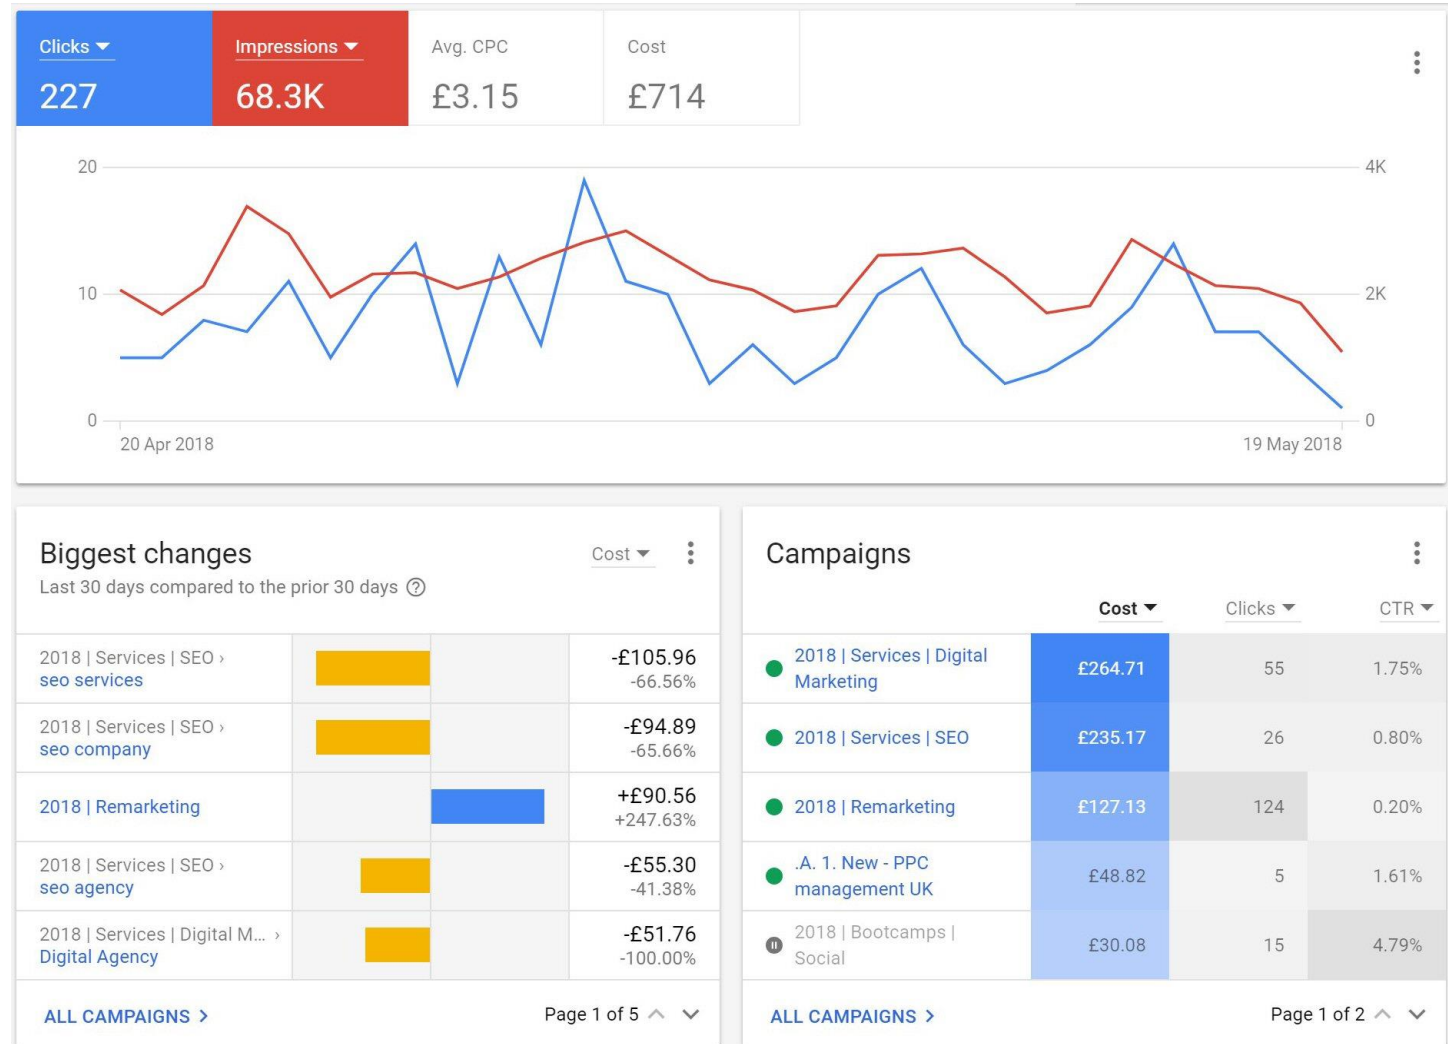 Clicks
Impressions
Avg. CPC
Cost
227
68.3K
£3.15
£714
20
4K
10
2K
0
0
20 Apr 2018
19 May 2018
Biggest changes
Cost
Last 30 days compared to the prior 30 days
2018 | Services | SEO ›
seo services
-£105.96
-66.56%
2018 | Services | SEO ›
seo company
-£94.89
-65.66%
2018 | Remarketing
+£90.56
+247.63%
2018 | Services | SEO ›
seo agency
-£55.30
-41.38%
2018 | Services | Digital M... ›
Digital Agency
-£51.76
-100.00%
ALL CAMPAIGNS
Page 1 of 5
Campaigns
Cost
Clicks
CTR
2018 | Services | Digital
Marketing
£264.71
55
1.75%
2018 | Services | SEO
£235.17
26
0.80%
2018 | Remarketing
£127.13
124
0.20%
.A. 1. New - PPC
management UK
£48.82
5
1.61%
2018 | Bootcamps |
Social
£30.08
15
4.79%
ALL CAMPAIGNS
Page 1 of 2